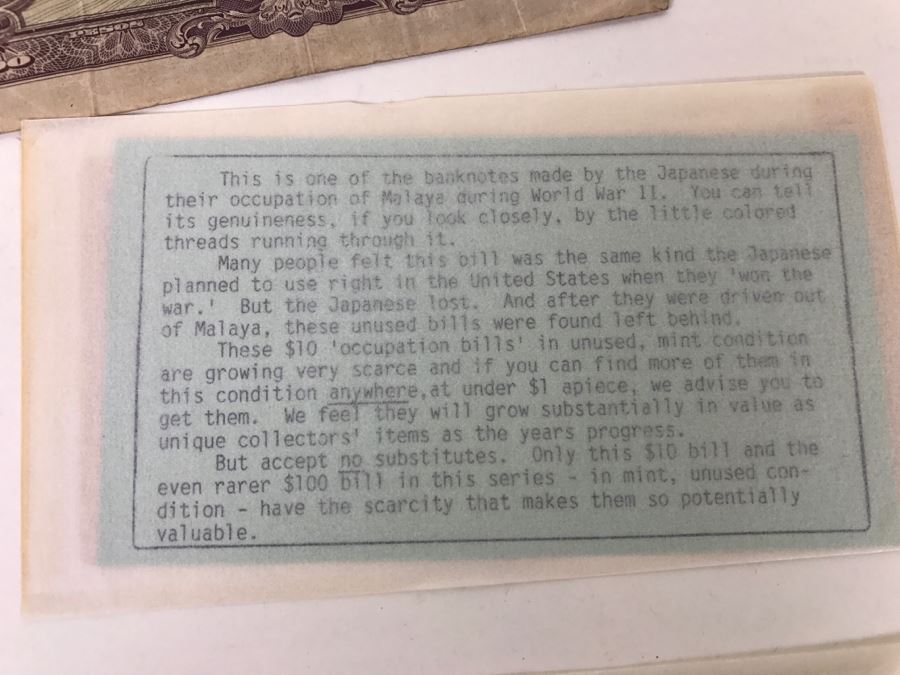 PESOS
This is one of the banknotes made by the Japanese during
their occupation of Malaya during World War II. You can tell
its genuineness, if you look closely, by the little colored
threads running through it.
Many people felt this bill was the same kind the Japanese
planned to use right in the United States when they 'won the
war.' But the Japanese lost. And after they were driven out
of Malaya, these unused bills were found left behind.
These $10 'occupation bills' in unused, mint condition
are growing very scarce and if you can find more of them in
this condition anywhere,at under $1 apiece, we advise you to
get them. We feel they will grow substantially in value as
unique collectors' items as the years progress.
But accept no substitutes. Only this $10 bill and the
even rarer $100 bill in this series - in mint, unused con-
dition - have the scarcity that makes them so potentially
valuable.